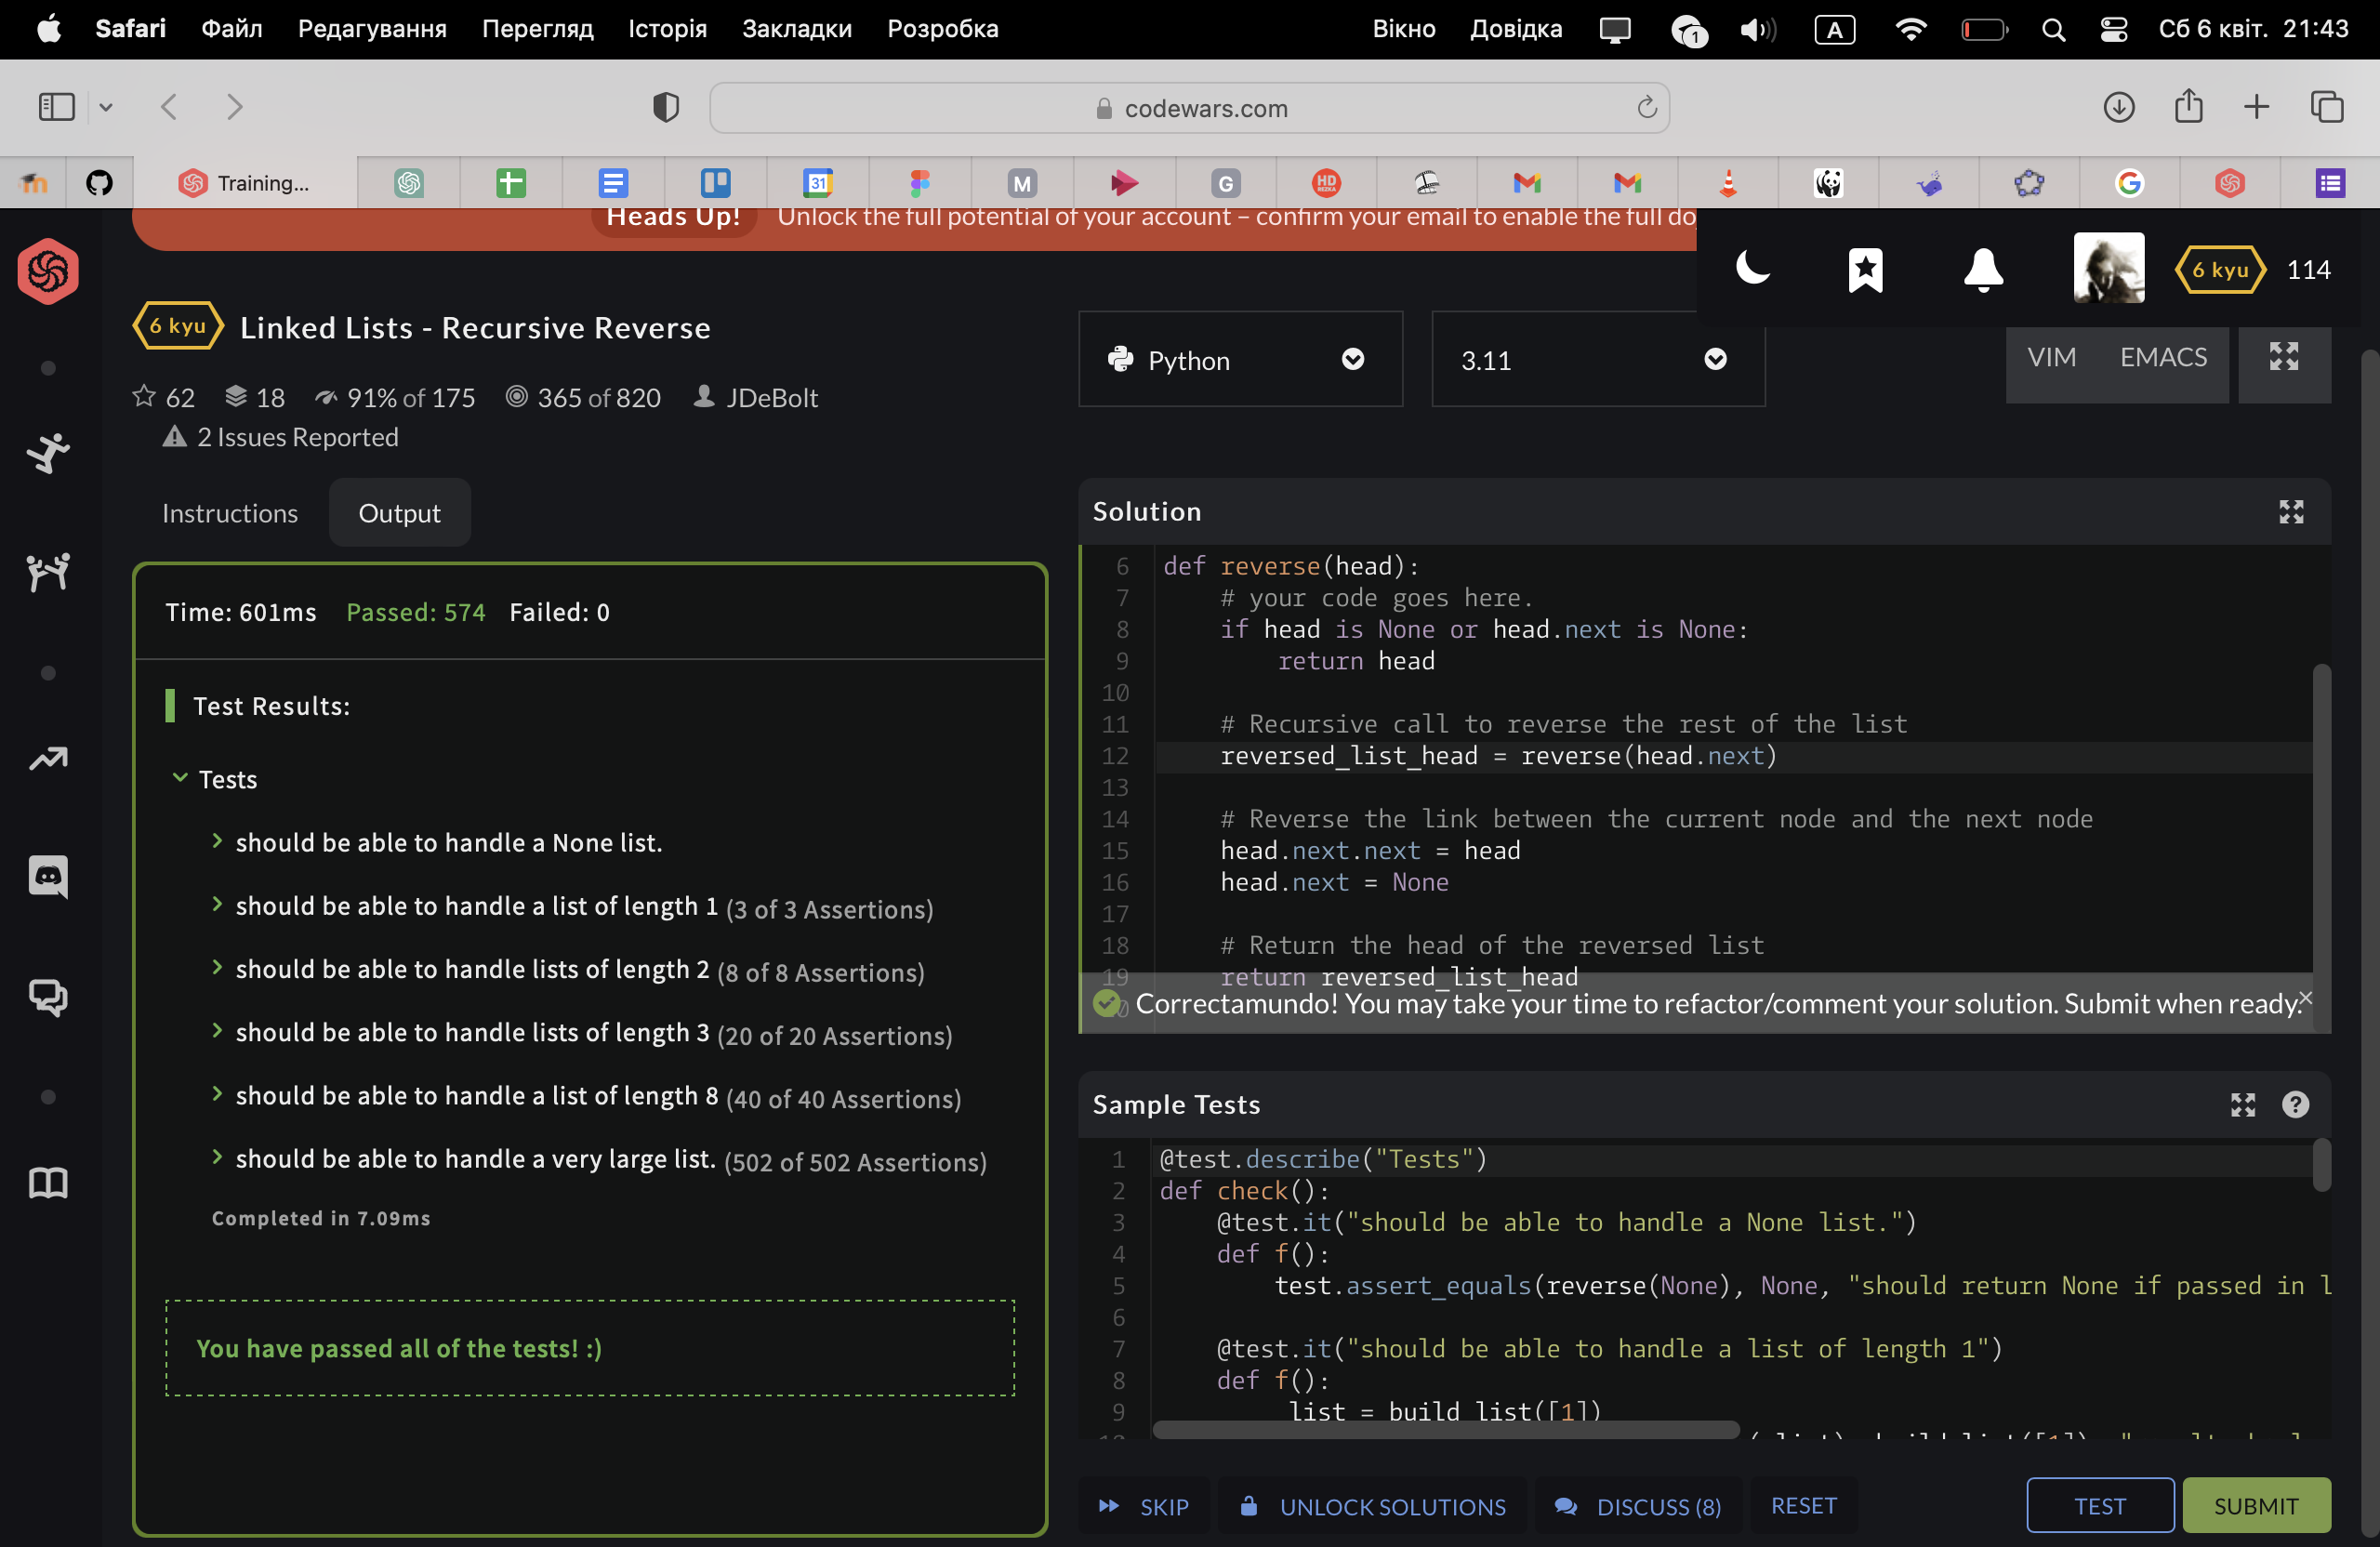 Safari Файл Редагування Перегляд Історія Закладки Розробка Вікно Довідка 1 A Сб 6 квіт. 21:43
codewars.com
Training... 31 M G HD REZKA
Heads Up! Unlock the full potential of your account – confirm your email to enable the full do
6 kyu 114
6 kyu Linked Lists - Recursive Reverse
Python 3.11 VIM EMACS
62 18 91% of 175 365 of 820 JDeBolt
2 Issues Reported
Instructions Output
Time: 601ms Passed: 574 Failed: 0
Test Results:
Tests
should be able to handle a None list.
should be able to handle a list of length 1 (3 of 3 Assertions)
should be able to handle lists of length 2 (8 of 8 Assertions)
should be able to handle lists of length 3 (20 of 20 Assertions)
should be able to handle a list of length 8 (40 of 40 Assertions)
should be able to handle a very large list. (502 of 502 Assertions)
Completed in 7.09ms
You have passed all of the tests! :)
Solution
6 def reverse(head):
7     # your code goes here.
8     if head is None or head.next is None:
9         return head
10
11     # Recursive call to reverse the rest of the list
12     reversed_list_head = reverse(head.next)
13
14     # Reverse the link between the current node and the next node
15     head.next.next = head
16     head.next = None
17
18     # Return the head of the reversed list
19     return reversed_list_head
Correctamundo! You may take your time to refactor/comment your solution. Submit when ready.
Sample Tests
1 @test.describe("Tests")
2 def check():
3     @test.it("should be able to handle a None list.")
4     def f():
5         test.assert_equals(reverse(None), None, "should return None if passed in l
6
7     @test.it("should be able to handle a list of length 1")
8     def f():
9          list = build_list([1])
SKIP UNLOCK SOLUTIONS DISCUSS (8) RESET TEST SUBMIT